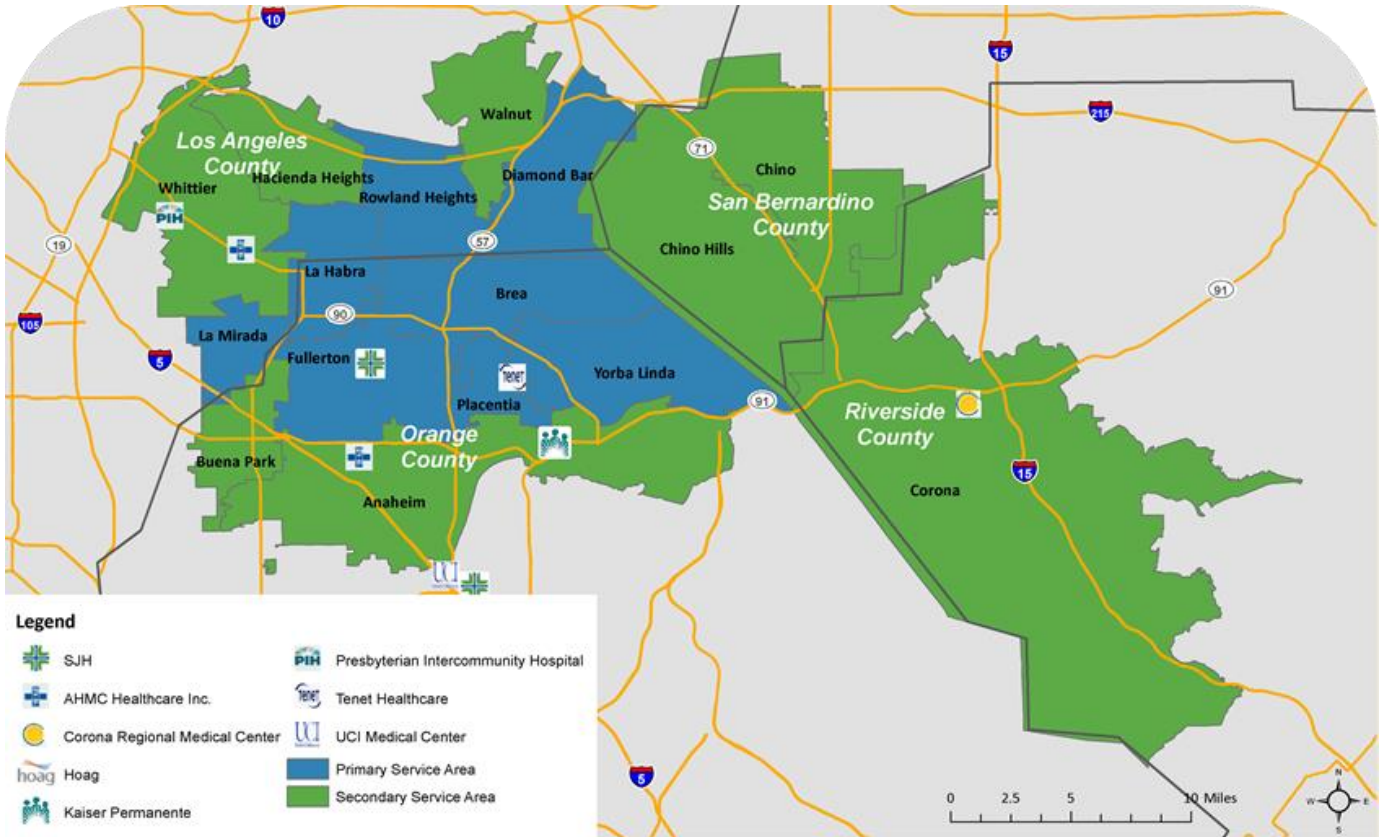 10
15
215
Walnut
Los Angeles
County
71
Whittier
Hacienda Heights
Rowland Heights
Diamond Bar
Chino
San Bernardino
County
PIH
19
57
Chino Hills
La Habra
Brea
91
105
90
La Mirada
5
Fullerton
Tenet
Yorba Linda
Placentia
91
Riverside
County
Orange
County
Buena Park
Anaheim
15
Corona
UCI
Legend
SJH
AHMC Healthcare Inc.
Corona Regional Medical Center
hoag
Hoag
Kaiser Permanente
PIH
Presbyterian Intercommunity Hospital
Tenet
Tenet Healthcare
UCI
UCI Medical Center
Primary Service Area
Secondary Service Area
5
0 2.5 5 10 Miles
N
W E
S